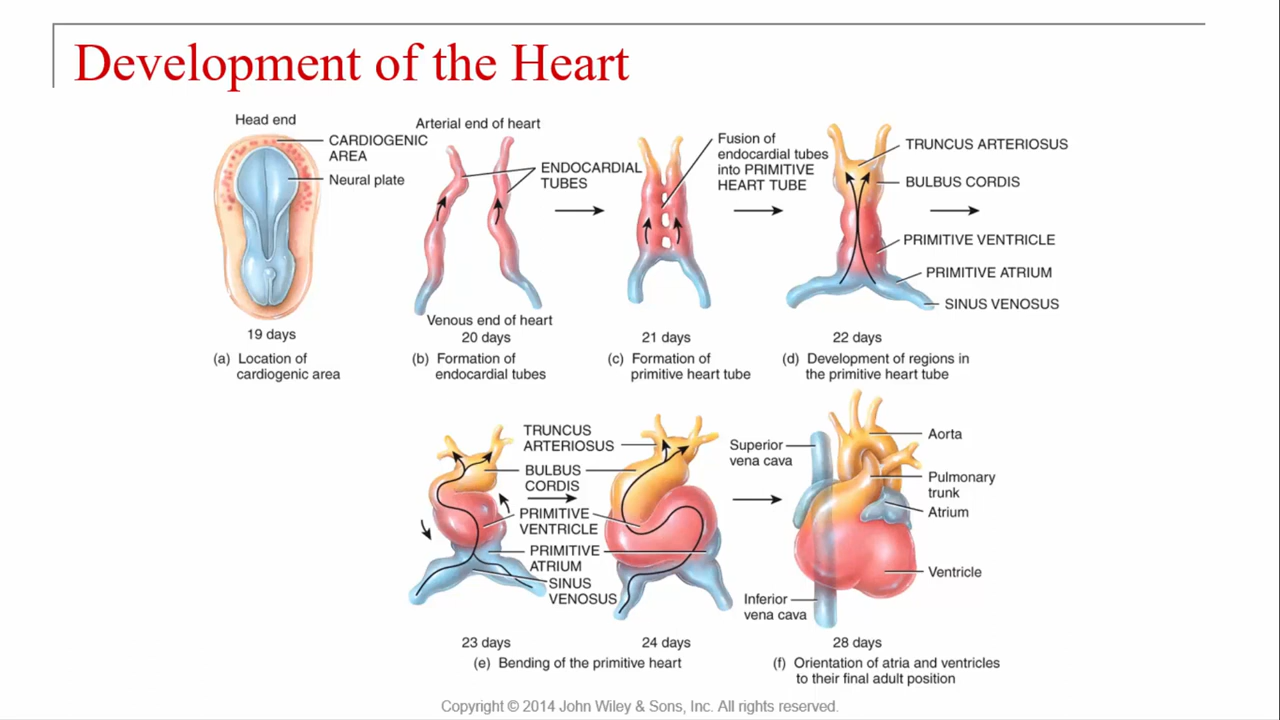 Development of the Heart
Head end
CARDIOGENIC
AREA
Neural plate
19 days
(a) Location of
cardiogenic area
Arterial end of heart
ENDOCARDIAL
TUBES
Venous end of heart
20 days
(b) Formation of
endocardial tubes
Fusion of
endocardial tubes
into PRIMITIVE
HEART TUBE
21 days
(c) Formation of
primitive heart tube
TRUNCUS ARTERIOSUS
BULBUS CORDIS
PRIMITIVE VENTRICLE
PRIMITIVE ATRIUM
SINUS VENOSUS
22 days
(d) Development of regions in
the primitive heart tube
TRUNCUS
ARTERIOSUS
BULBUS
CORDIS
PRIMITIVE
VENTRICLE
PRIMITIVE
ATRIUM
SINUS
VENOSUS
23 days
24 days
(e) Bending of the primitive heart
Superior
vena cava
Inferior
vena cava
Aorta
Pulmonary
trunk
Atrium
Ventricle
28 days
(f) Orientation of atria and ventricles
to their final adult position
Copyright © 2014 John Wiley & Sons, Inc. All rights reserved.